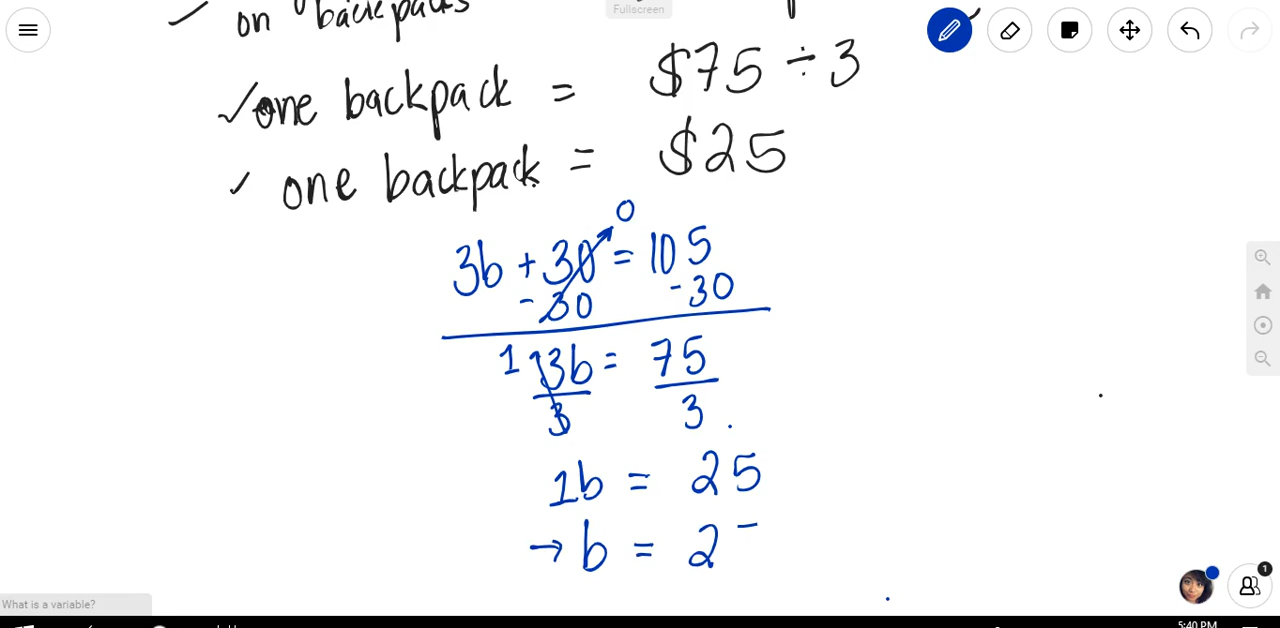 Fullscreen
on backpacks
✓one backpack = $75 ÷ 3
✓ one backpack = $25
0
3b + 30 = 105
-30 -30
1 3b = 75
3 3
1b = 25
→ b = 2
What is a variable?
1
5:40 PM